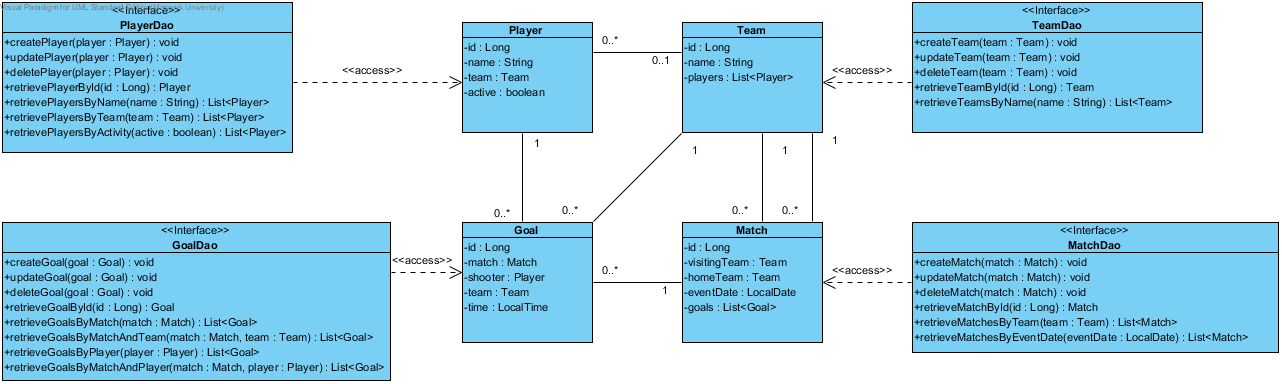 Visual Paradigm for UML Standard Edition(Masaryk University)
<<Interface>>
PlayerDao
+createPlayer(player : Player) : void
+updatePlayer(player : Player) : void
+deletePlayer(player : Player) : void
+retrievePlayerById(id : Long) : Player
+retrievePlayersByName(name : String) : List<Player>
+retrievePlayersByTeam(team : Team) : List<Player>
+retrievePlayersByActivity(active : boolean) : List<Player>
<<access>>
Player
-id : Long
-name : String
-team : Team
-active : boolean
0..*
0..1
Team
-id : Long
-name : String
-players : List<Player>
<<access>>
<<Interface>>
TeamDao
+createTeam(team : Team) : void
+updateTeam(team : Team) : void
+deleteTeam(team : Team) : void
+retrieveTeamById(id : Long) : Team
+retrieveTeamsByName(name : String) : List<Team>
1
1
1
1
0..*
0..*
0..*
0..*
<<Interface>>
GoalDao
+createGoal(goal : Goal) : void
+updateGoal(goal : Goal) : void
+deleteGoal(goal : Goal) : void
+retrieveGoalById(id : Long) : Goal
+retrieveGoalsByMatch(match : Match) : List<Goal>
+retrieveGoalsByMatchAndTeam(match : Match, team : Team) : List<Goal>
+retrieveGoalsByPlayer(player : Player) : List<Goal>
+retrieveGoalsByMatchAndPlayer(match : Match, player : Player) : List<Goal>
<<access>>
Goal
-id : Long
-match : Match
-shooter : Player
-team : Team
-time : LocalTime
0..*
1
Match
-id : Long
-visitingTeam : Team
-homeTeam : Team
-eventDate : LocalDate
-goals : List<Goal>
<<access>>
<<Interface>>
MatchDao
+createMatch(match : Match) : void
+updateMatch(match : Match) : void
+deleteMatch(match : Match) : void
+retrieveMatchById(id : Long) : Match
+retrieveMatchesByTeam(team : Team) : List<Match>
+retrieveMatchesByEventDate(eventDate : LocalDate) : List<Match>